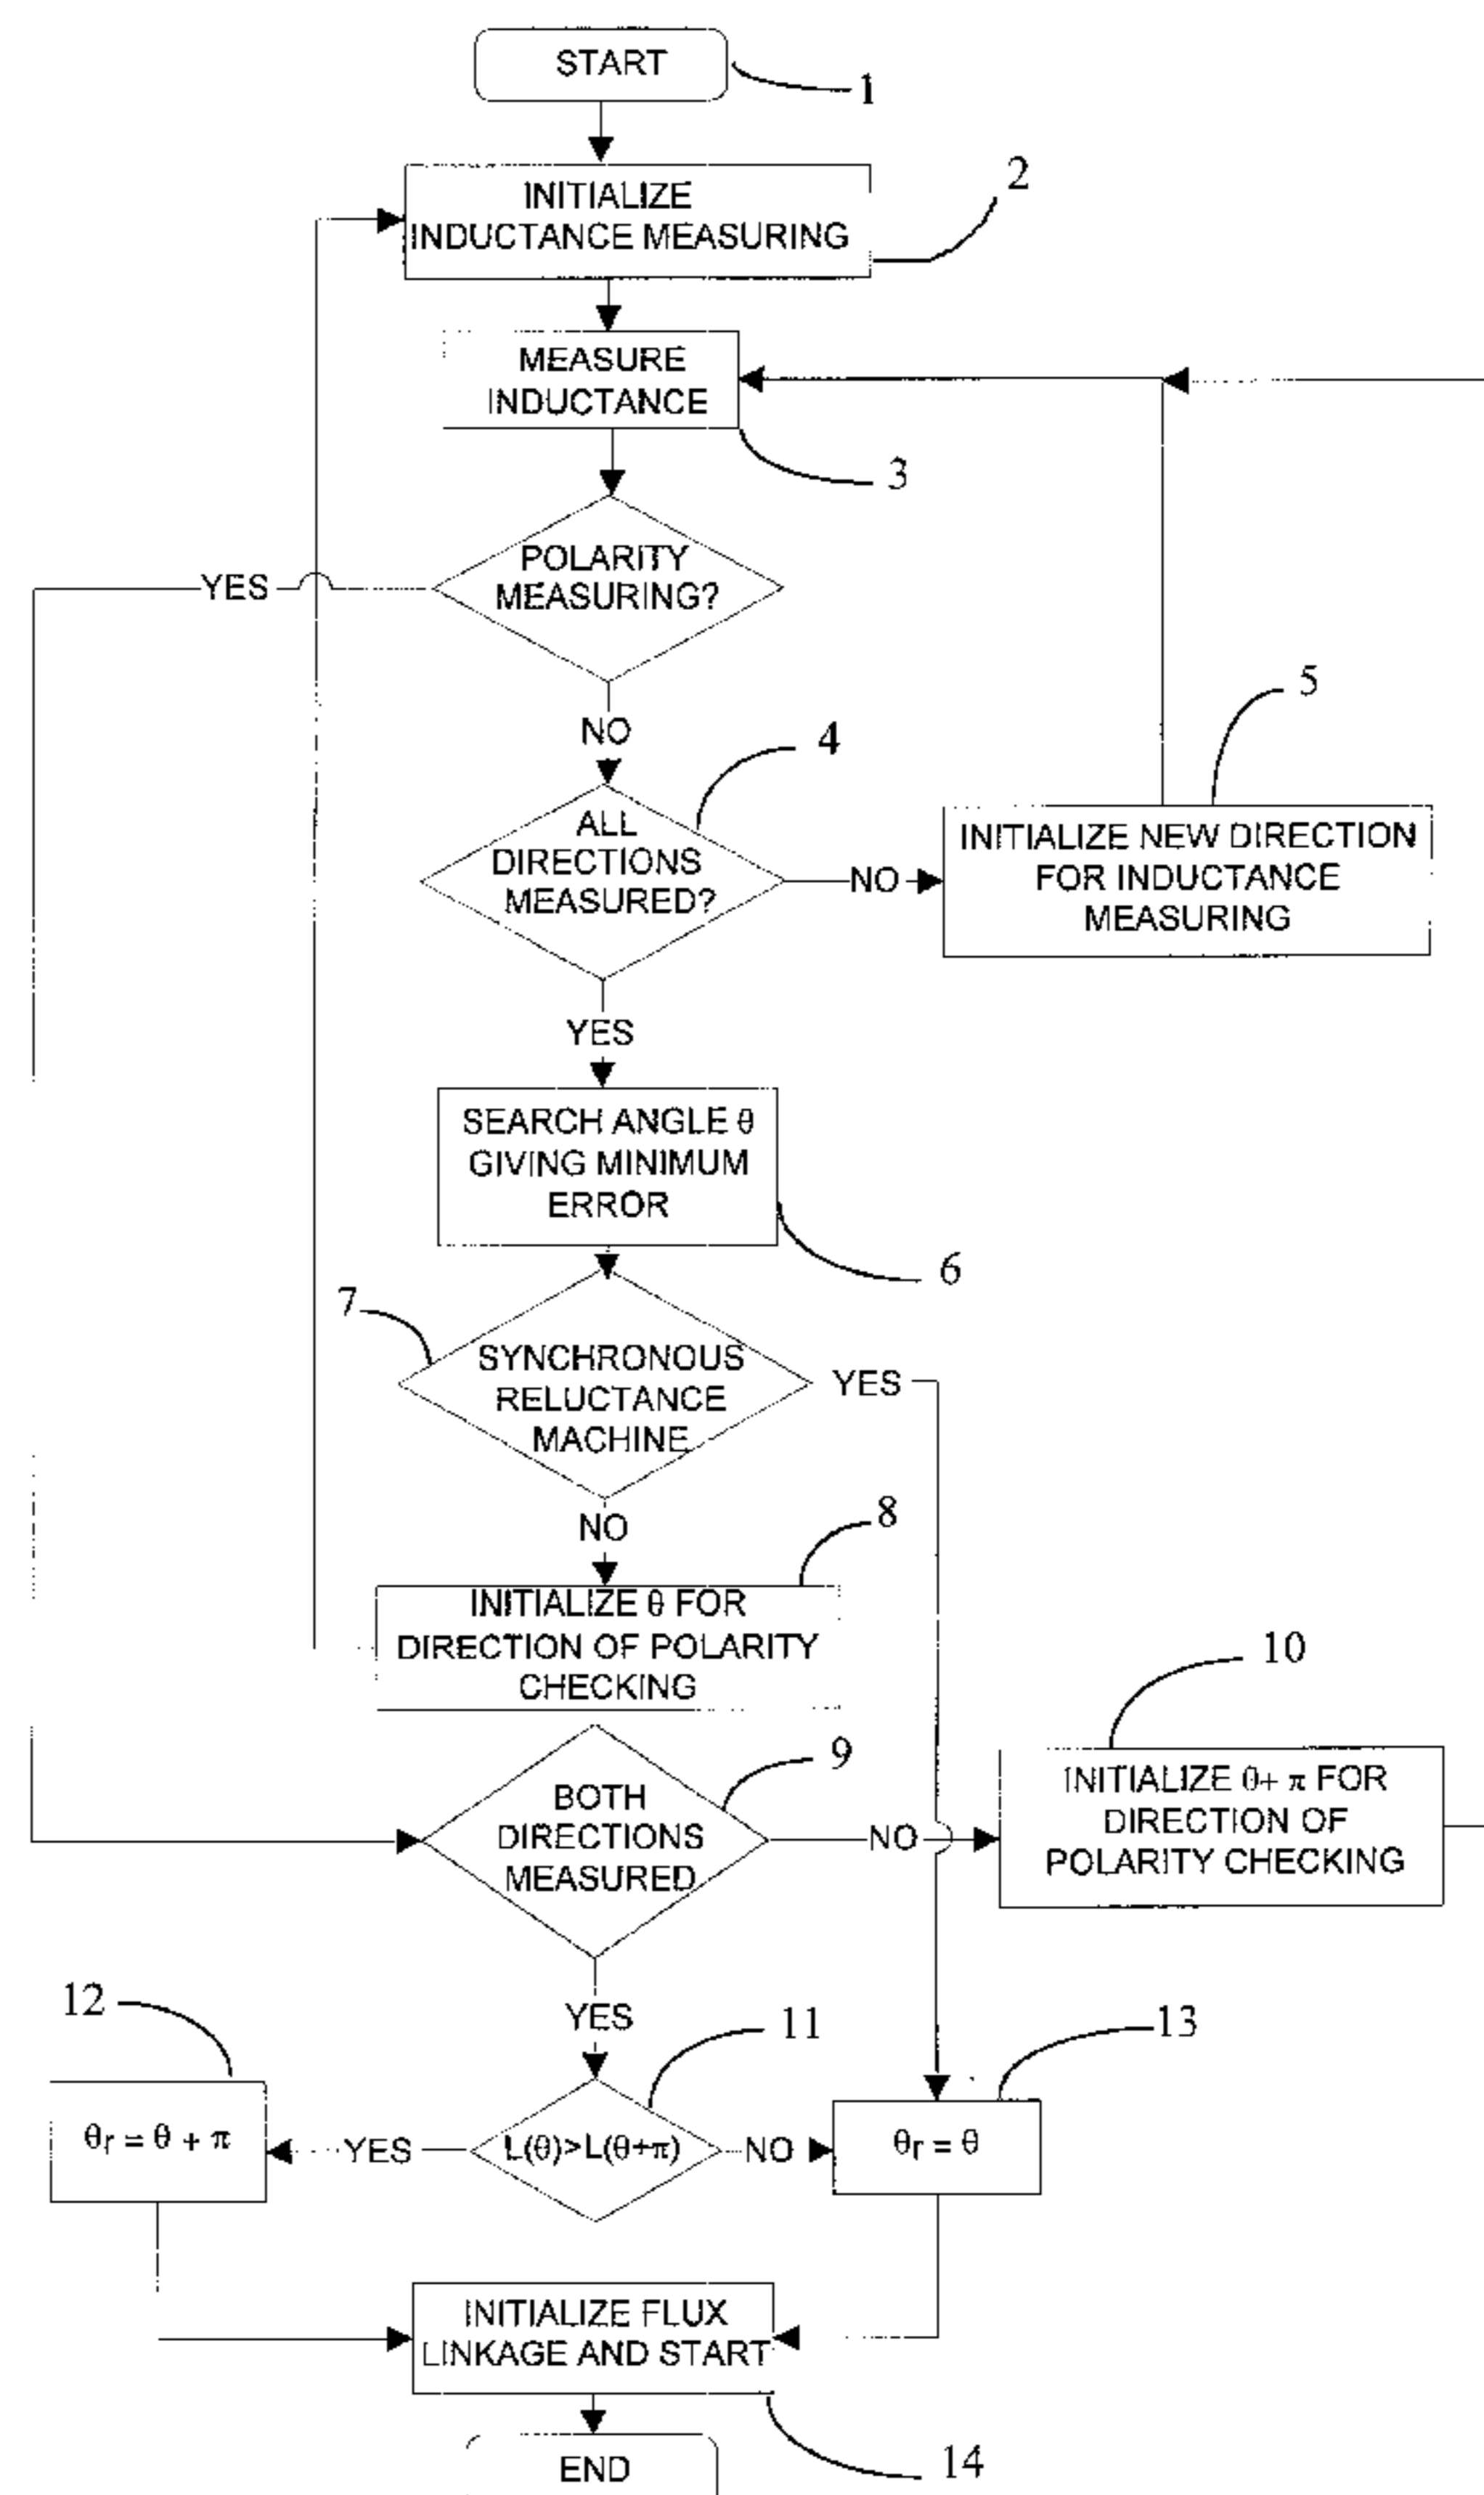 START
1
INITIALIZE
INDUCTANCE MEASURING
2
MEASURE
INDUCTANCE
3
POLARITY
MEASURING?
YES
NO
4
5
ALL
DIRECTIONS
MEASURED?
NO
INITIALIZE NEW DIRECTION
FOR INDUCTANCE
MEASURING
YES
SEARCH ANGLE θ
GIVING MINIMUM
ERROR
6
7
SYNCHRONOUS
RELUCTANCE
MACHINE
YES
NO
8
INITIALIZE θ FOR
DIRECTION OF POLARITY
CHECKING
9
10
BOTH
DIRECTIONS
MEASURED
NO
INITIALIZE θ+ π FOR
DIRECTION OF
POLARITY CHECKING
YES
12
11
13
θr = θ + π
YES
L(θ)>L(θ+π)
NO
θr = θ
INITIALIZE FLUX
LINKAGE AND START
14
END